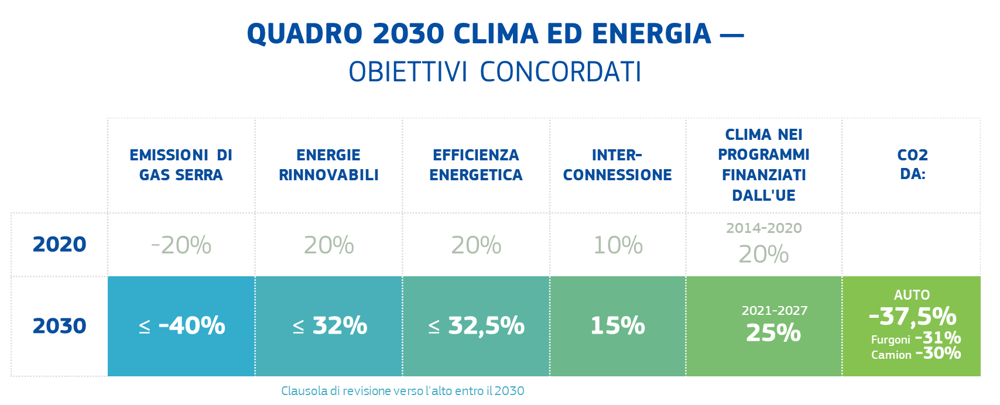 QUADRO 2030 CLIMA ED ENERGIA —
OBIETTIVI CONCORDATI
EMISSIONI DI
GAS SERRA
ENERGIE
RINNOVABILI
EFFICIENZA
ENERGETICA
INTER-
CONNESSIONE
CLIMA NEI
PROGRAMMI
FINANZIATI
DALL'UE
CO2
DA:
2020
-20%
20%
20%
10%
2014-2020
20%
2030
≤ -40%
≤ 32%
≤ 32,5%
15%
2021-2027
25%
AUTO
-37,5%
Furgoni -31%
Camion -30%
Clausola di revisione verso l'alto entro il 2030